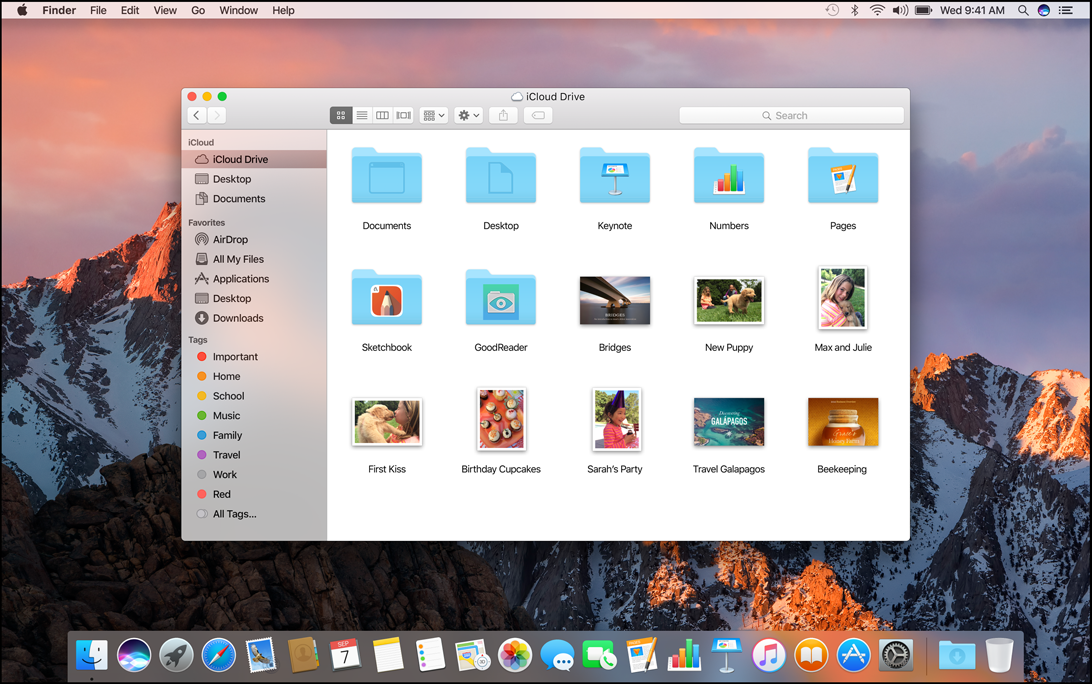 Finder File Edit View Go Window Help Wed 9:41 AM
iCloud Drive
Search
iCloud
iCloud Drive
Desktop
Documents
Favorites
AirDrop
All My Files
Applications
Desktop
Downloads
Tags
Important
Home
School
Music
Family
Travel
Work
Red
All Tags...
Documents Desktop Keynote Numbers Pages
BRIDGES
Sketchbook GoodReader Bridges New Puppy Max and Julie
Discovering
GALÁPAGOS
First Kiss Birthday Cupcakes Sarah's Party Travel Galapagos Beekeeping
SEP
7